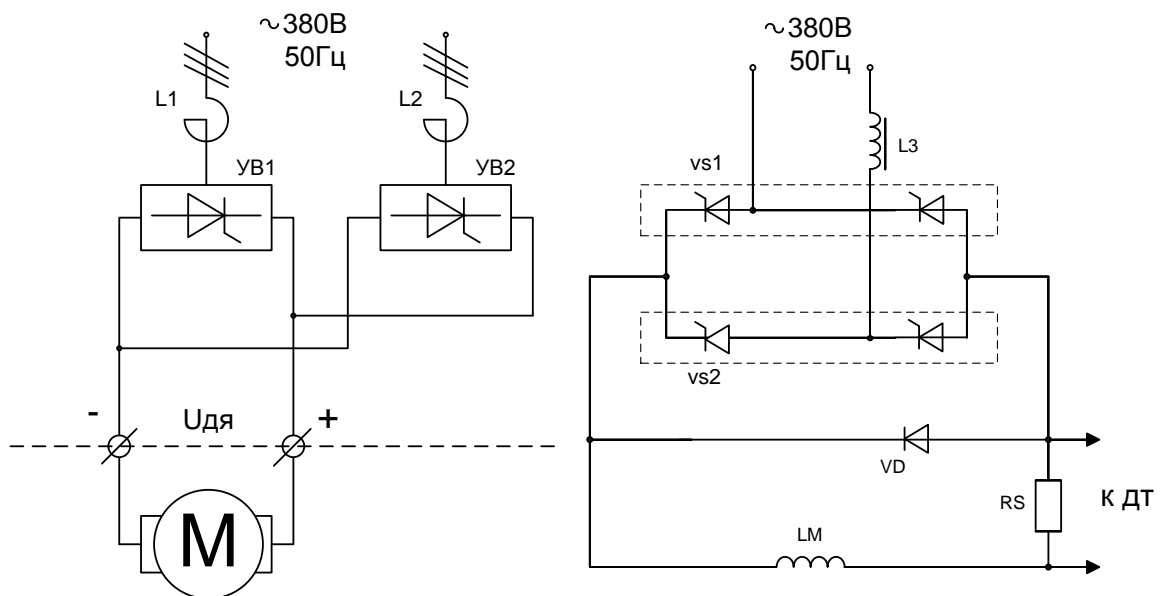 ~380В
50Гц
L1
L2
УВ1
УВ2
-
Uдя
+
М
~380В
50Гц
L3
vs1
vs2
VD
RS
к дт
LM